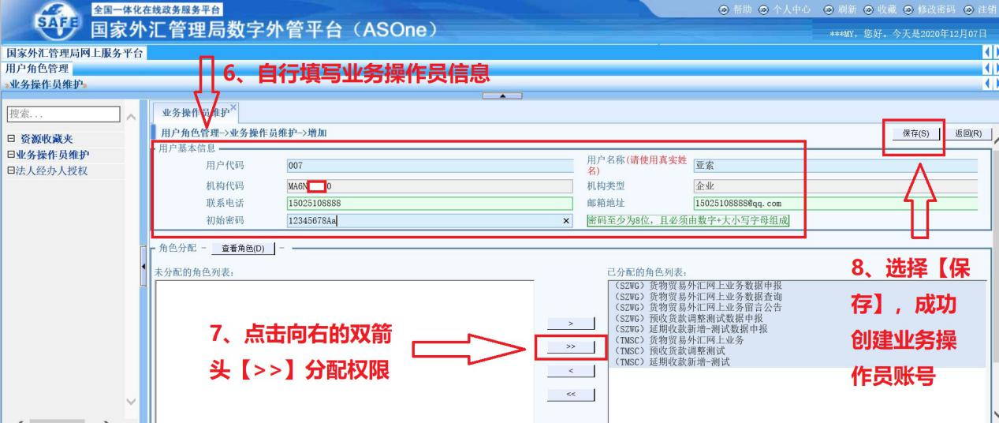 SAFE
全国一体化在线政务服务平台
国家外汇管理局数字外管平台（ASOne）
帮助 个人中心 刷新 收藏 修改密码 注销
***MY，您好。今天是2020年12月07日
国家外汇管理局网上服务平台
用户角色管理
»业务操作员维护»
6、自行填写业务操作员信息
搜索...
资源收藏夹
业务操作员维护
法人经办人授权
业务操作员维护
用户角色管理->业务操作员维护->增加
保存(S) 返回(R)
用户基本信息
用户代码 007 用户名称(请使用真实姓名) 亚索
机构代码 MA6N 0 机构类型 企业
联系电话 15025108888 邮箱地址 15025108888@qq.com
初始密码 12345678Aa × 密码至少为8位，且必须由数字+大小写字母组成
角色分配 - 查看角色(D) -
未分配的角色列表:
已分配的角色列表:
(SZWG) 货物贸易外汇网上业务数据申报
(SZWG) 货物贸易外汇网上业务数据查询
(SZWG) 货物贸易外汇网上业务留言公告
(SZWG) 预收货款调整测试数据申报
(SZWG) 延期收款新增-测试数据申报
(TMSC) 货物贸易外汇网上业务
(TMSC) 预收货款调整测试
(TMSC) 延期收款新增-测试
>
>>
<
<<
7、点击向右的双箭
头【>>】分配权限
8、选择【保
存】，成功
创建业务操
作员账号